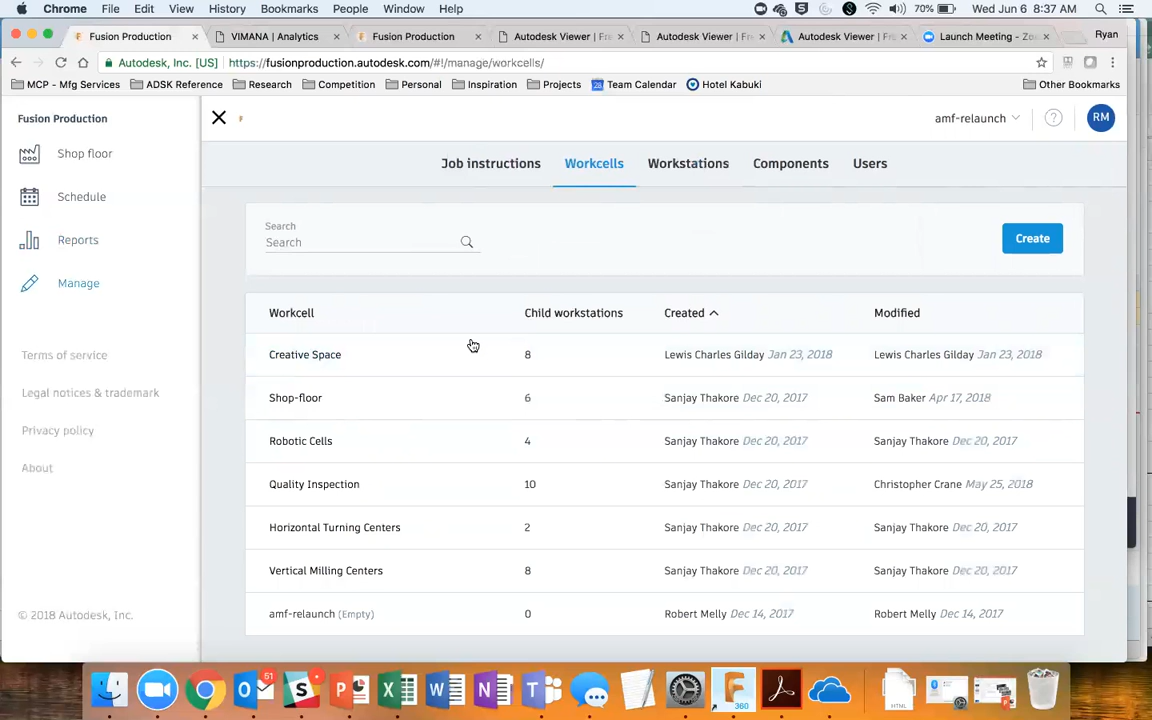 Chrome File Edit View History Bookmarks People Window Help 70% Wed Jun 6 8:37 AM
Fusion Production × VIMANA | Analytics × Fusion Production × Autodesk Viewer | Fre × Autodesk Viewer | Fre × Autodesk Viewer | Fre × Launch Meeting - Zoo × Ryan
Autodesk, Inc. [US] https://fusionproduction.autodesk.com/#!/manage/workcells/
MCP - Mfg Services ADSK Reference Research Competition Personal Inspiration Projects 28 Team Calendar Hotel Kabuki Other Bookmarks
Fusion Production
Shop floor
Schedule
Reports
Manage
Terms of service
Legal notices & trademark
Privacy policy
About
© 2018 Autodesk, Inc.
amf-relaunch ? RM
Job instructions Workcells Workstations Components Users
Search
Search
Create
Workcell Child workstations Created Modified
Creative Space 8 Lewis Charles Gilday Jan 23, 2018 Lewis Charles Gilday Jan 23, 2018
Shop-floor 6 Sanjay Thakore Dec 20, 2017 Sam Baker Apr 17, 2018
Robotic Cells 4 Sanjay Thakore Dec 20, 2017 Sanjay Thakore Dec 20, 2017
Quality Inspection 10 Sanjay Thakore Dec 20, 2017 Christopher Crane May 25, 2018
Horizontal Turning Centers 2 Sanjay Thakore Dec 20, 2017 Sanjay Thakore Dec 20, 2017
Vertical Milling Centers 8 Sanjay Thakore Dec 20, 2017 Sanjay Thakore Dec 20, 2017
amf-relaunch (Empty) 0 Robert Melly Dec 14, 2017 Robert Melly Dec 14, 2017
51
360
HTML